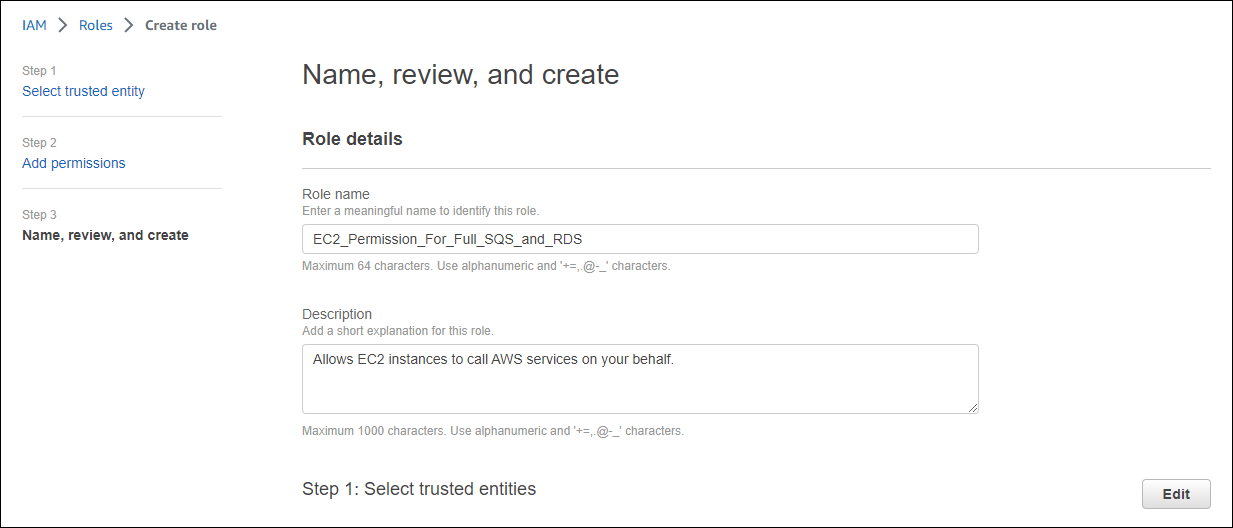 IAM > Roles > Create role
Step 1
Select trusted entity
Step 2
Add permissions
Step 3
Name, review, and create
Name, review, and create
Role details
Role name
Enter a meaningful name to identify this role.
EC2_Permission_For_Full_SQS_and_RDS
Maximum 64 characters. Use alphanumeric and '+=,.@-_' characters.
Description
Add a short explanation for this role.
Allows EC2 instances to call AWS services on your behalf.
Maximum 1000 characters. Use alphanumeric and '+=,.@-_' characters.
Step 1: Select trusted entities
Edit